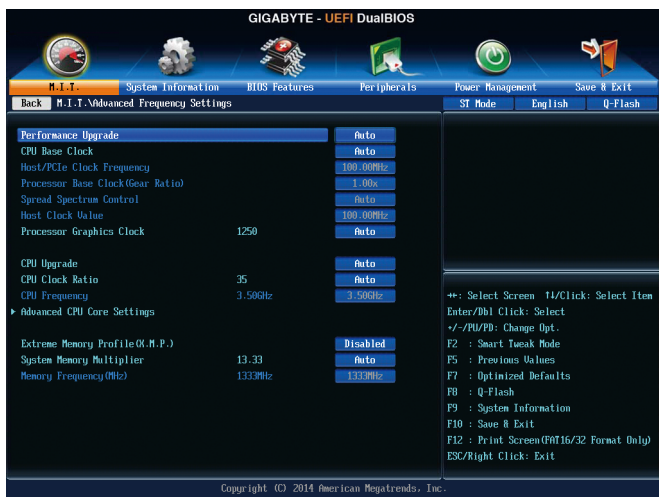 GIGABYTE - UEFI DualBIOS
M.I.T. System Information BIOS Features Peripherals Power Management Save & Exit
Back M.I.T.\Advanced Frequency Settings ST Mode English Q-Flash
Performance Upgrade Auto
CPU Base Clock Auto
Host/PCIe Clock Frequency 100.00MHz
Processor Base Clock(Gear Ratio) 1.00x
Spread Spectrum Control Auto
Host Clock Value 100.00MHz
Processor Graphics Clock 1250 Auto
CPU Upgrade Auto
CPU Clock Ratio 35 Auto
CPU Frequency 3.50GHz 3.50GHz
Advanced CPU Core Settings
Extreme Memory Profile(X.M.P.) Disabled
System Memory Multiplier 13.33 Auto
Memory Frequency(MHz) 1333MHz 1333MHz
↔: Select Screen ↑↓/Click: Select Item
Enter/Dbl Click: Select
+/-/PU/PD: Change Opt.
F2 : Smart Tweak Mode
F5 : Previous Values
F7 : Optimized Defaults
F8 : Q-Flash
F9 : System Information
F10 : Save & Exit
F12 : Print Screen(FAT16/32 Format Only)
ESC/Right Click: Exit
Copyright (C) 2014 American Megatrends, Inc.